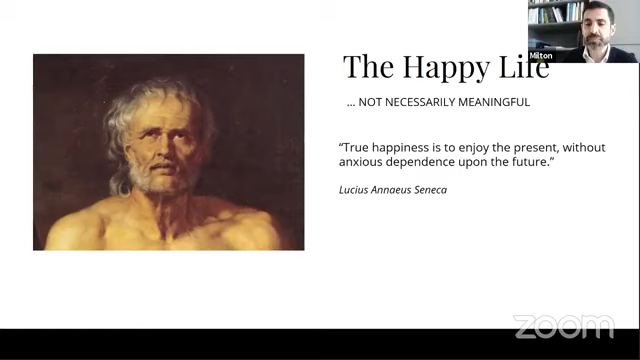 Milton
The Happy Life
... NOT NECESSARILY MEANINGFUL
“True happiness is to enjoy the present, without
anxious dependence upon the future.”
Lucius Annaeus Seneca
zoom